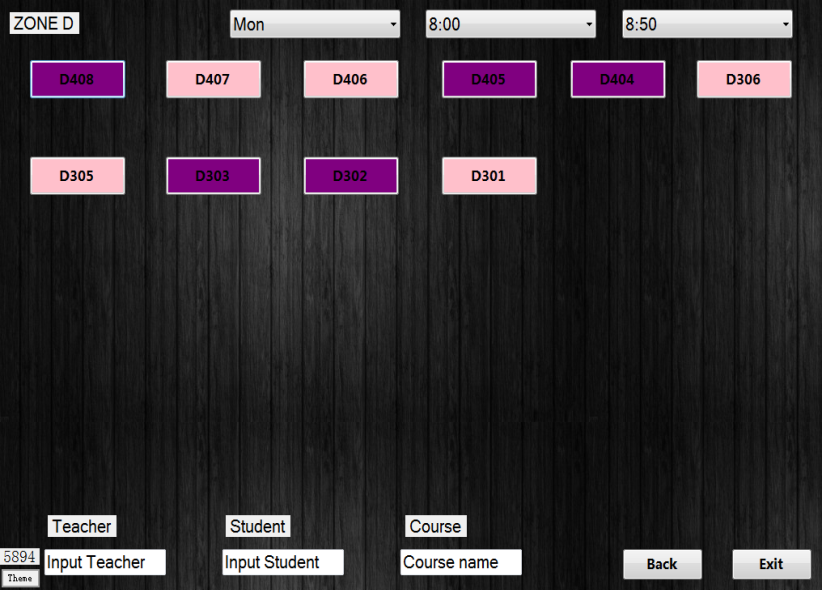 ZONE D
Mon
8:00
8:50
D408
D407
D406
D405
D404
D306
D305
D303
D302
D301
Teacher
Student
Course
5894
Input Teacher
Input Student
Course name
Back
Exit
Theme